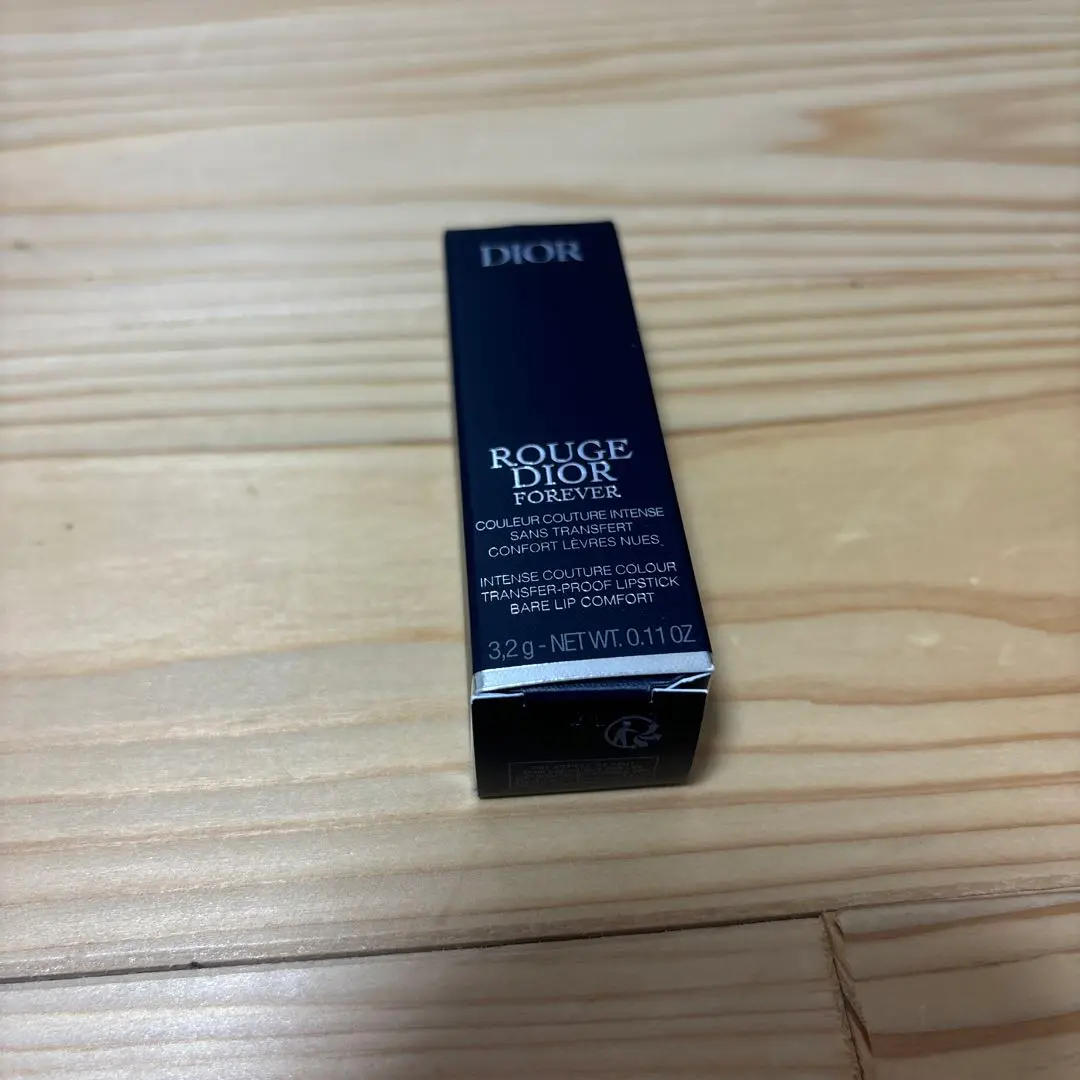 DIOR
ROUGE
DIOR
FOREVER
COULEUR COUTURE INTENSE
SANS TRANSFERT
CONFORT LÈVRES NUES
INTENSE COUTURE COLOUR
TRANSFER-PROOF LIPSTICK
BARE LIP COMFORT
3,2 g - NET WT. 0.11 OZ